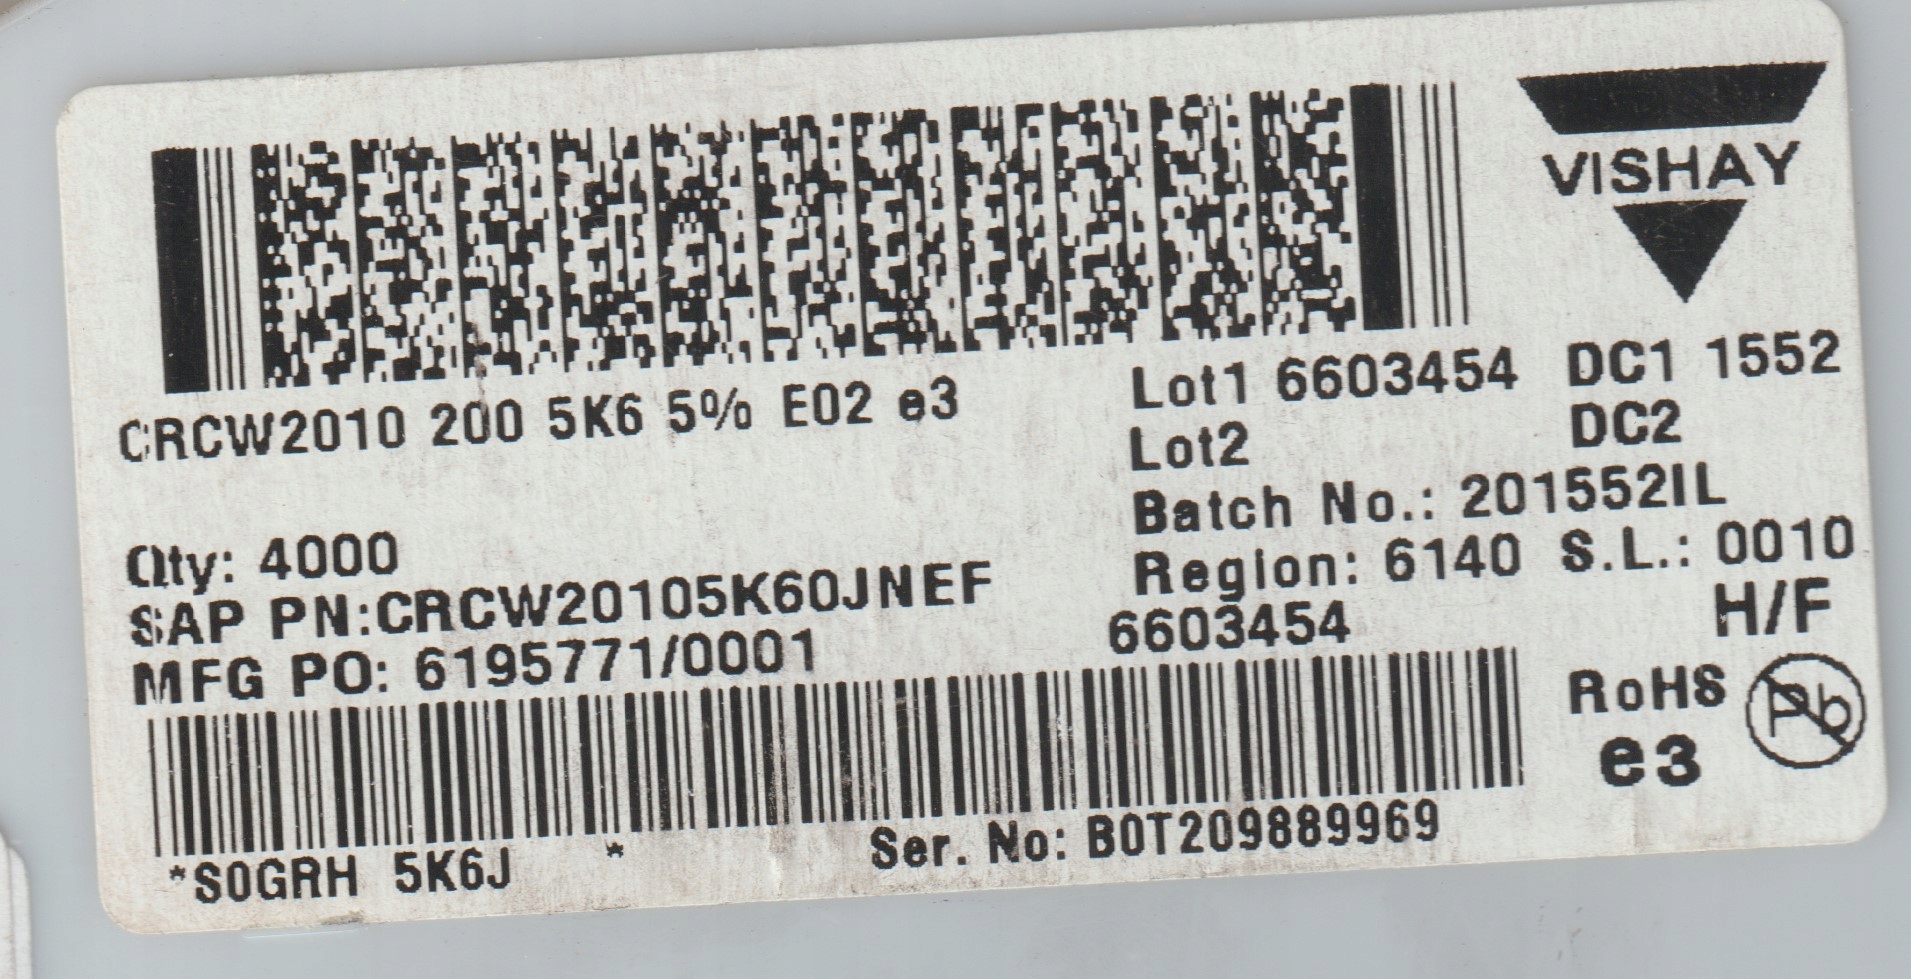 VISHAY
CRCW2010 200 5K6 5% E02 e3
Lot1 6603454 DC1 1552
Lot2 DC2
Batch No.: 201552IL
Qty: 4000
Region: 6140 S.L.: 0010
SAP PN:CRCW20105K60JNEF
6603454 H/F
MFG PO: 6195771/0001
RoHS Pb
e3
*S0GRH 5K6J *
Ser. No: B0T209889969